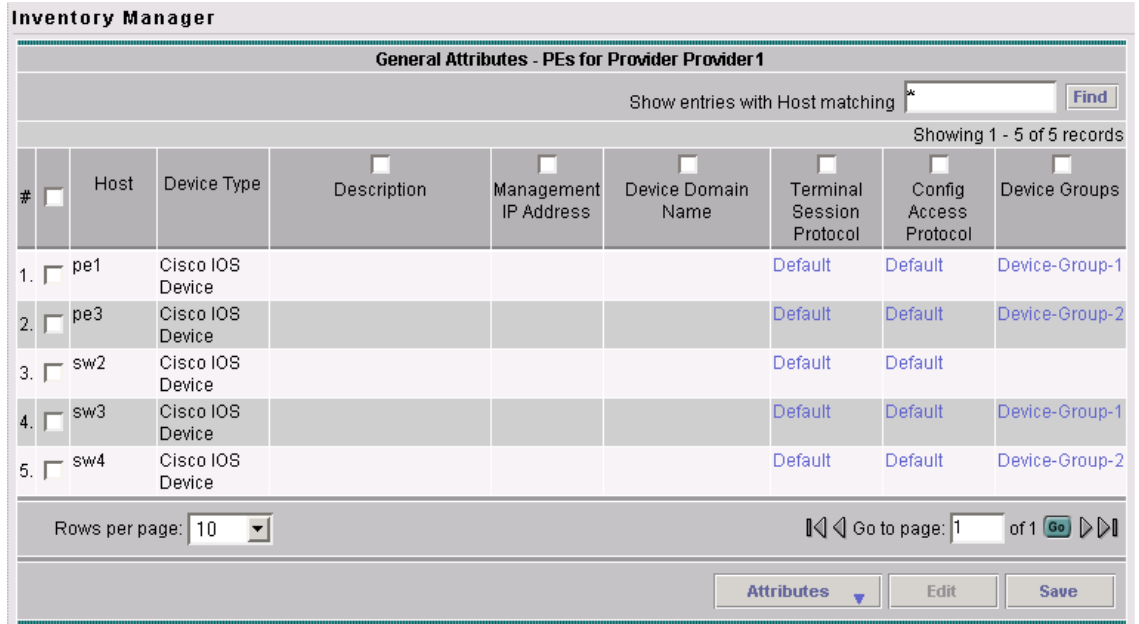 Inventory Manager
General Attributes - PEs for Provider Provider1
Show entries with Host matching * Find
Showing 1 - 5 of 5 records
# Host Device Type Description Management IP Address Device Domain Name Terminal Session Protocol Config Access Protocol Device Groups
1. pe1 Cisco IOS Device Default Default Device-Group-1
2. pe3 Cisco IOS Device Default Default Device-Group-2
3. sw2 Cisco IOS Device Default Default
4. sw3 Cisco IOS Device Default Default Device-Group-1
5. sw4 Cisco IOS Device Default Default Device-Group-2
Rows per page: 10 Go to page: 1 of 1 Go
Attributes Edit Save